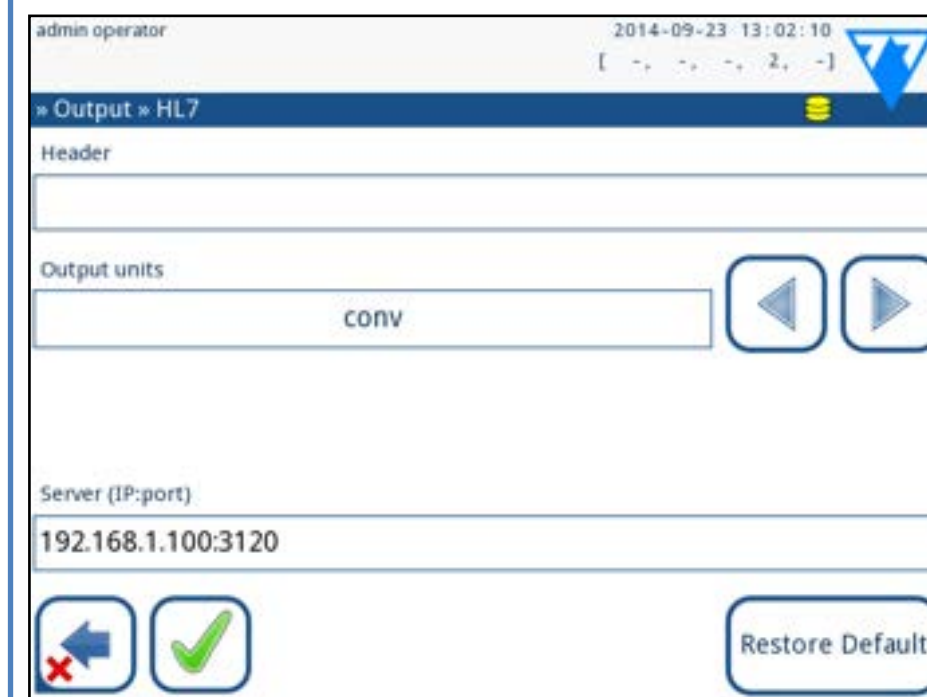 admin operator
2014-09-23 13:02:10
[ -, -, -, 2, -]
» Output » HL7
Header
Output units
conv
Server (IP:port)
192.168.1.100:3120
Restore Default